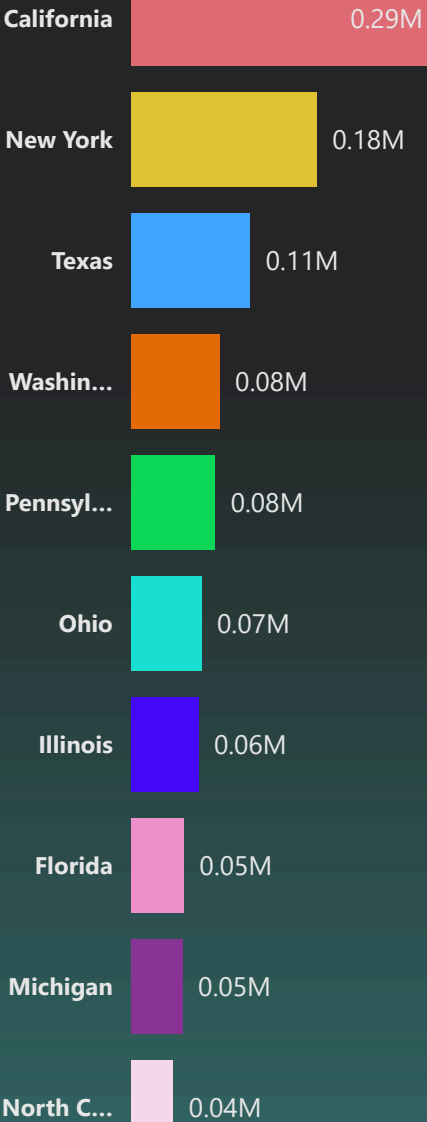 California 0.29M
New York 0.18M
Texas 0.11M
Washin... 0.08M
Pennsyl... 0.08M
Ohio 0.07M
Illinois 0.06M
Florida 0.05M
Michigan 0.05M
North C... 0.04M